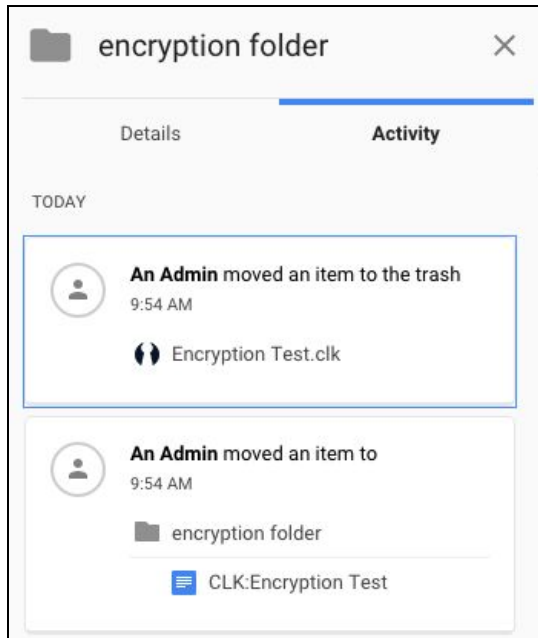 encryption folder
Details
Activity
TODAY
An Admin moved an item to the trash
9:54 AM
Encryption Test.clk
An Admin moved an item to
9:54 AM
encryption folder
CLK:Encryption Test